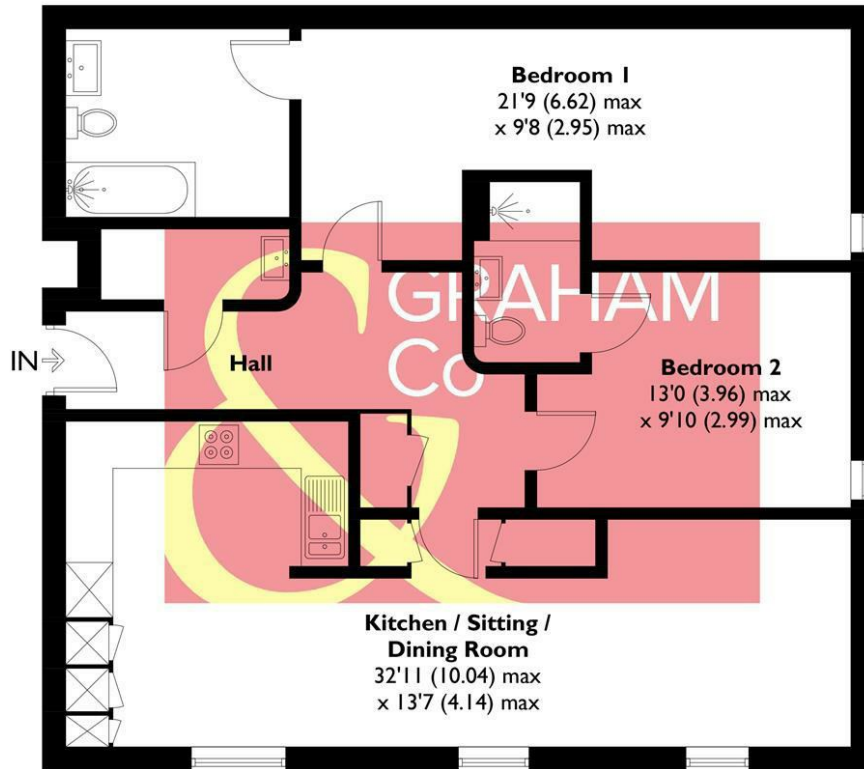 Bedroom 1
21'9 (6.62) max
x 9'8 (2.95) max
GRAHAM
& Co
IN
Hall
Bedroom 2
13'0 (3.96) max
x 9'10 (2.99) max
Kitchen / Sitting /
Dining Room
32'11 (10.04) max
x 13'7 (4.14) max